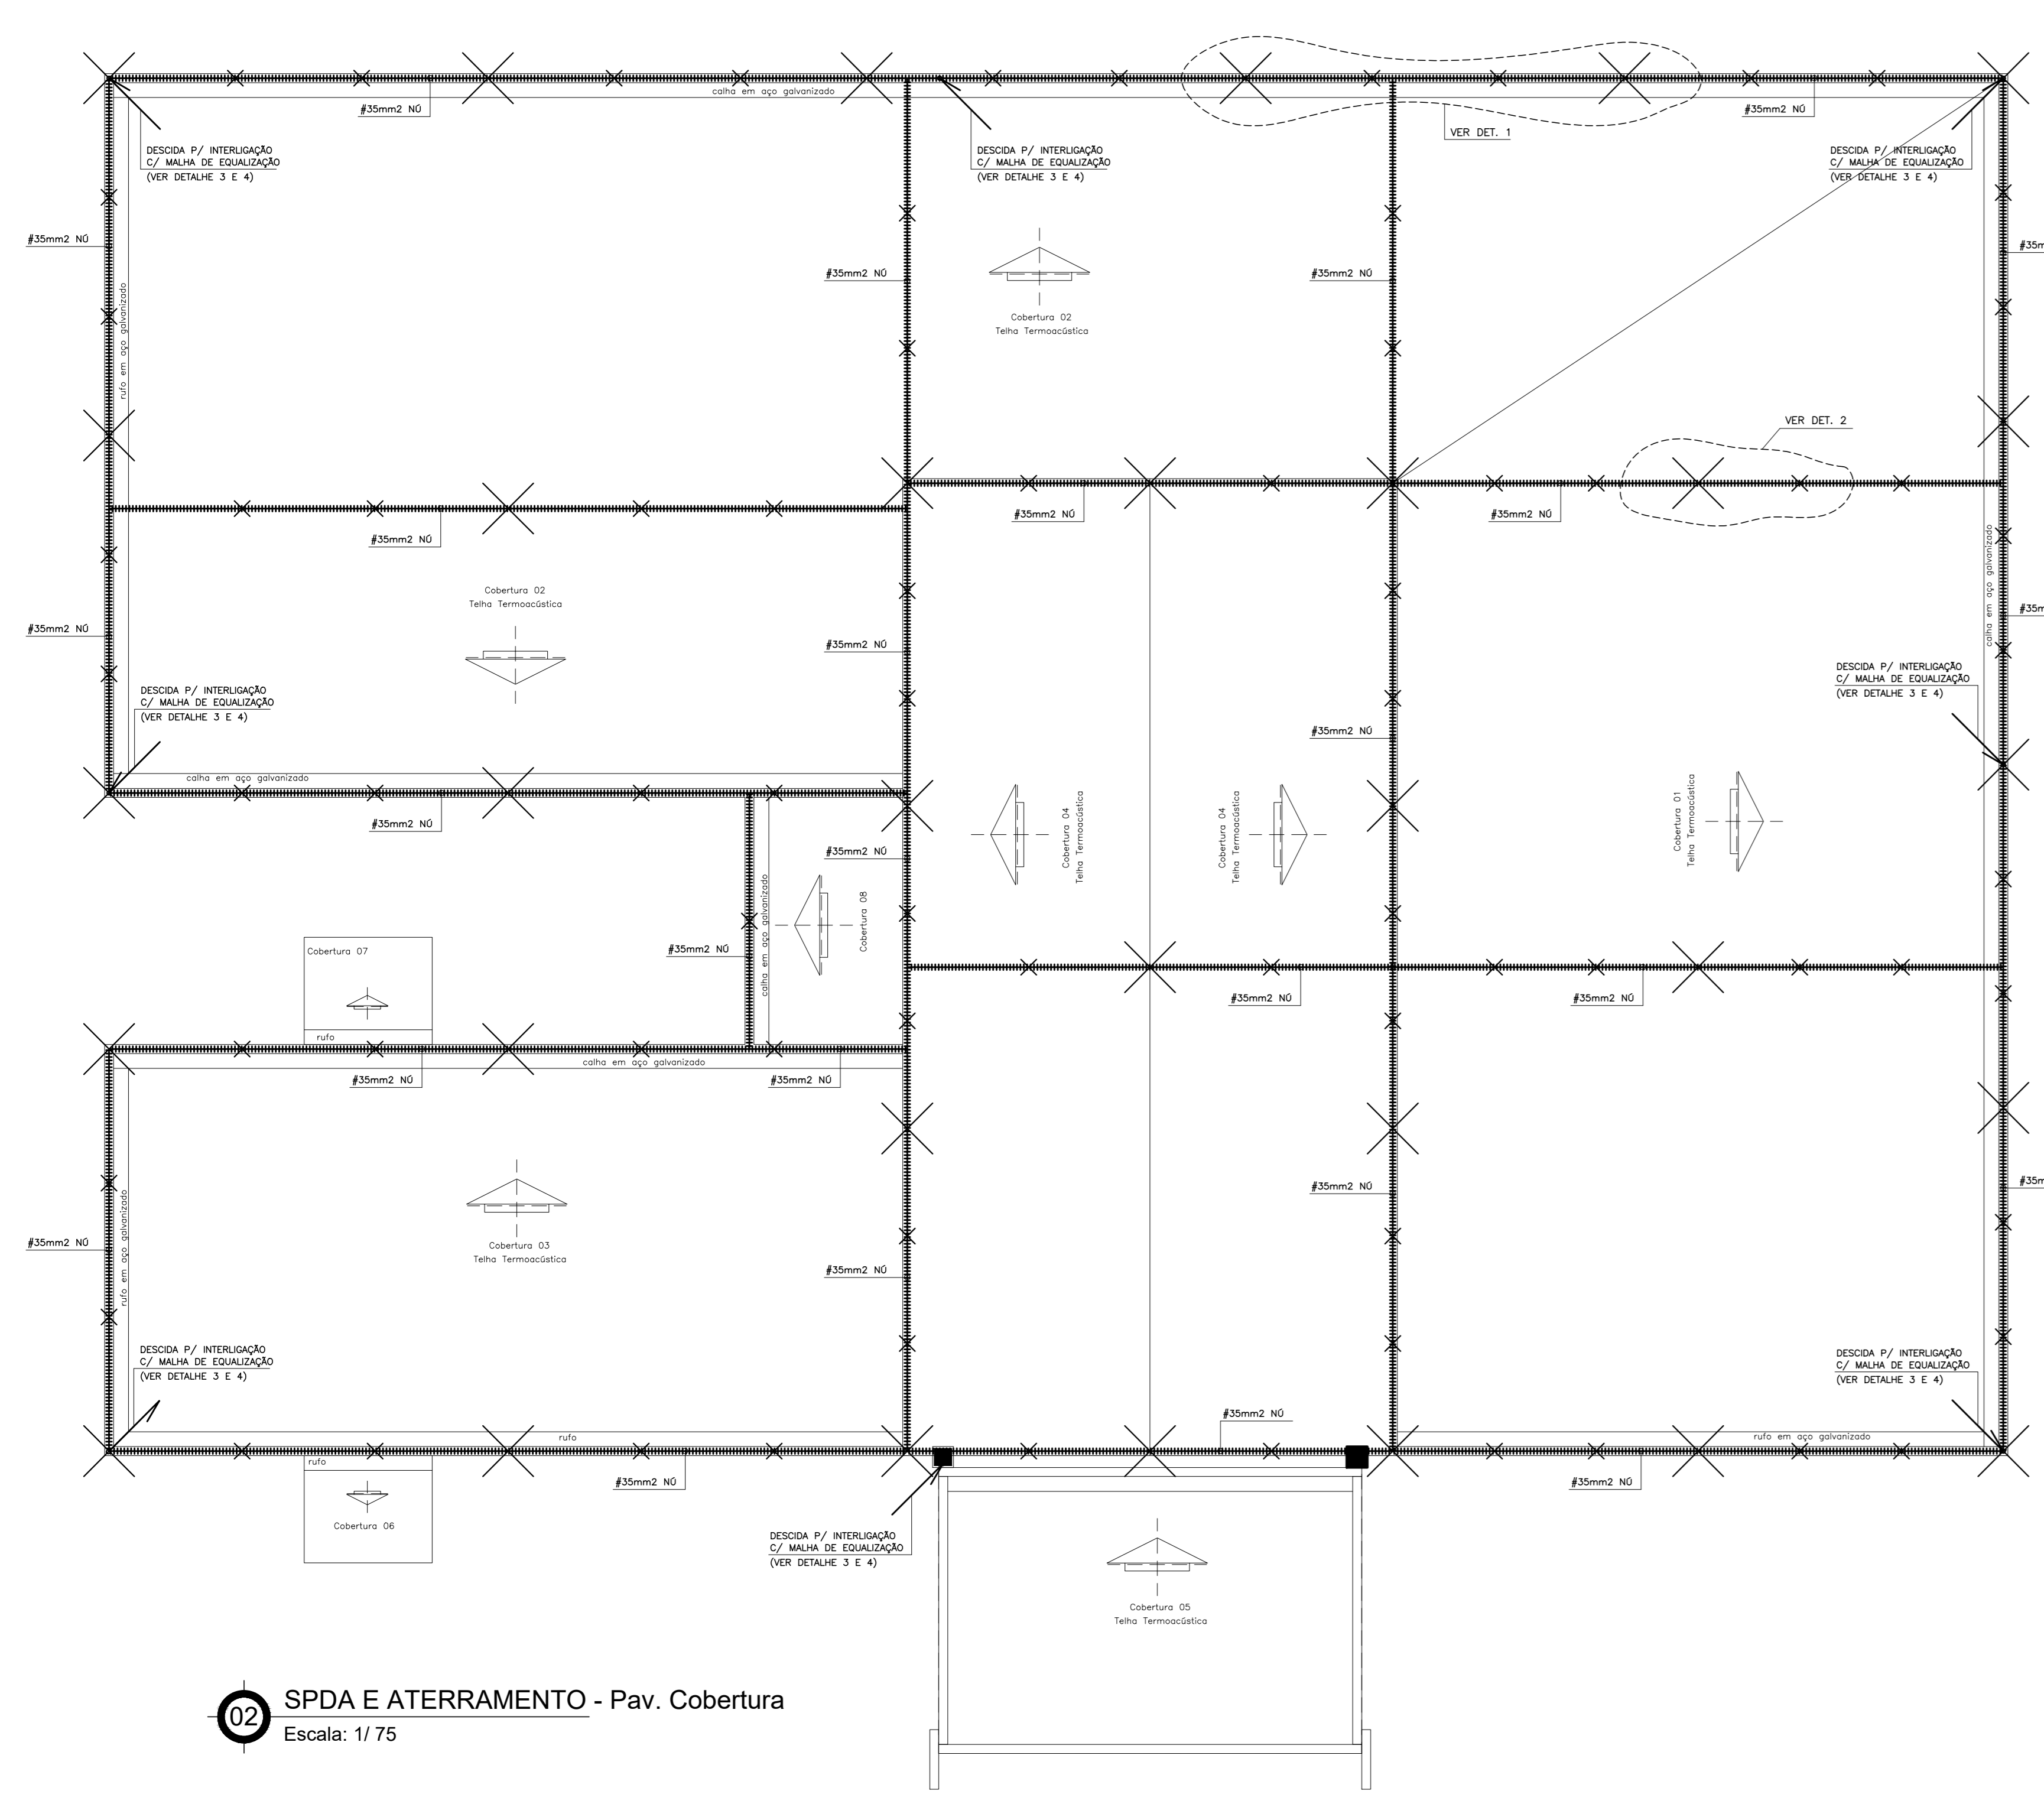 calha em aço galvanizado
#35mm2 NÚ
#35mm2 NÚ
VER DET. 1
DESCIDA P/ INTERLIGAÇÃO
C/ MALHA DE EQUALIZAÇÃO
(VER DETALHE 3 E 4)
DESCIDA P/ INTERLIGAÇÃO
C/ MALHA DE EQUALIZAÇÃO
(VER DETALHE 3 E 4)
DESCIDA P/ INTERLIGAÇÃO
C/ MALHA DE EQUALIZAÇÃO
(VER DETALHE 3 E 4)
#35mm2 NÚ
#35m
rufo em aço galvanizado
#35mm2 NÚ
#35mm2 NÚ
Cobertura 02
Telha Termoacústica
VER DET. 2
#35mm2 NÚ
#35mm2 NÚ
#35mm2 NÚ
calha em aço galvanizado
Cobertura 02
Telha Termoacústica
#35mm2 NÚ
#35mm2 NÚ
#35m
DESCIDA P/ INTERLIGAÇÃO
C/ MALHA DE EQUALIZAÇÃO
(VER DETALHE 3 E 4)
DESCIDA P/ INTERLIGAÇÃO
C/ MALHA DE EQUALIZAÇÃO
(VER DETALHE 3 E 4)
#35mm2 NÚ
calha em aço galvanizado
#35mm2 NÚ
#35mm2 NÚ
Cobertura 04
Telha Termoacústica
Cobertura 04
Telha Termoacústica
Cobertura 01
Telha Termoacústica
calha em aço galvanizado
Cobertura 08
#35mm2 NÚ
Cobertura 07
#35mm2 NÚ
#35mm2 NÚ
rufo
calha em aço galvanizado
#35mm2 NÚ
#35mm2 NÚ
rufo em aço galvanizado
#35mm2 NÚ
#35m
Cobertura 03
Telha Termoacústica
#35mm2 NÚ
#35mm2 NÚ
DESCIDA P/ INTERLIGAÇÃO
C/ MALHA DE EQUALIZAÇÃO
(VER DETALHE 3 E 4)
DESCIDA P/ INTERLIGAÇÃO
C/ MALHA DE EQUALIZAÇÃO
(VER DETALHE 3 E 4)
#35mm2 NÚ
rufo
rufo em aço galvanizado
rufo
#35mm2 NÚ
#35mm2 NÚ
Cobertura 06
DESCIDA P/ INTERLIGAÇÃO
C/ MALHA DE EQUALIZAÇÃO
(VER DETALHE 3 E 4)
Cobertura 05
Telha Termoacústica
02
SPDA E ATERRAMENTO - Pav. Cobertura
Escala: 1/ 75